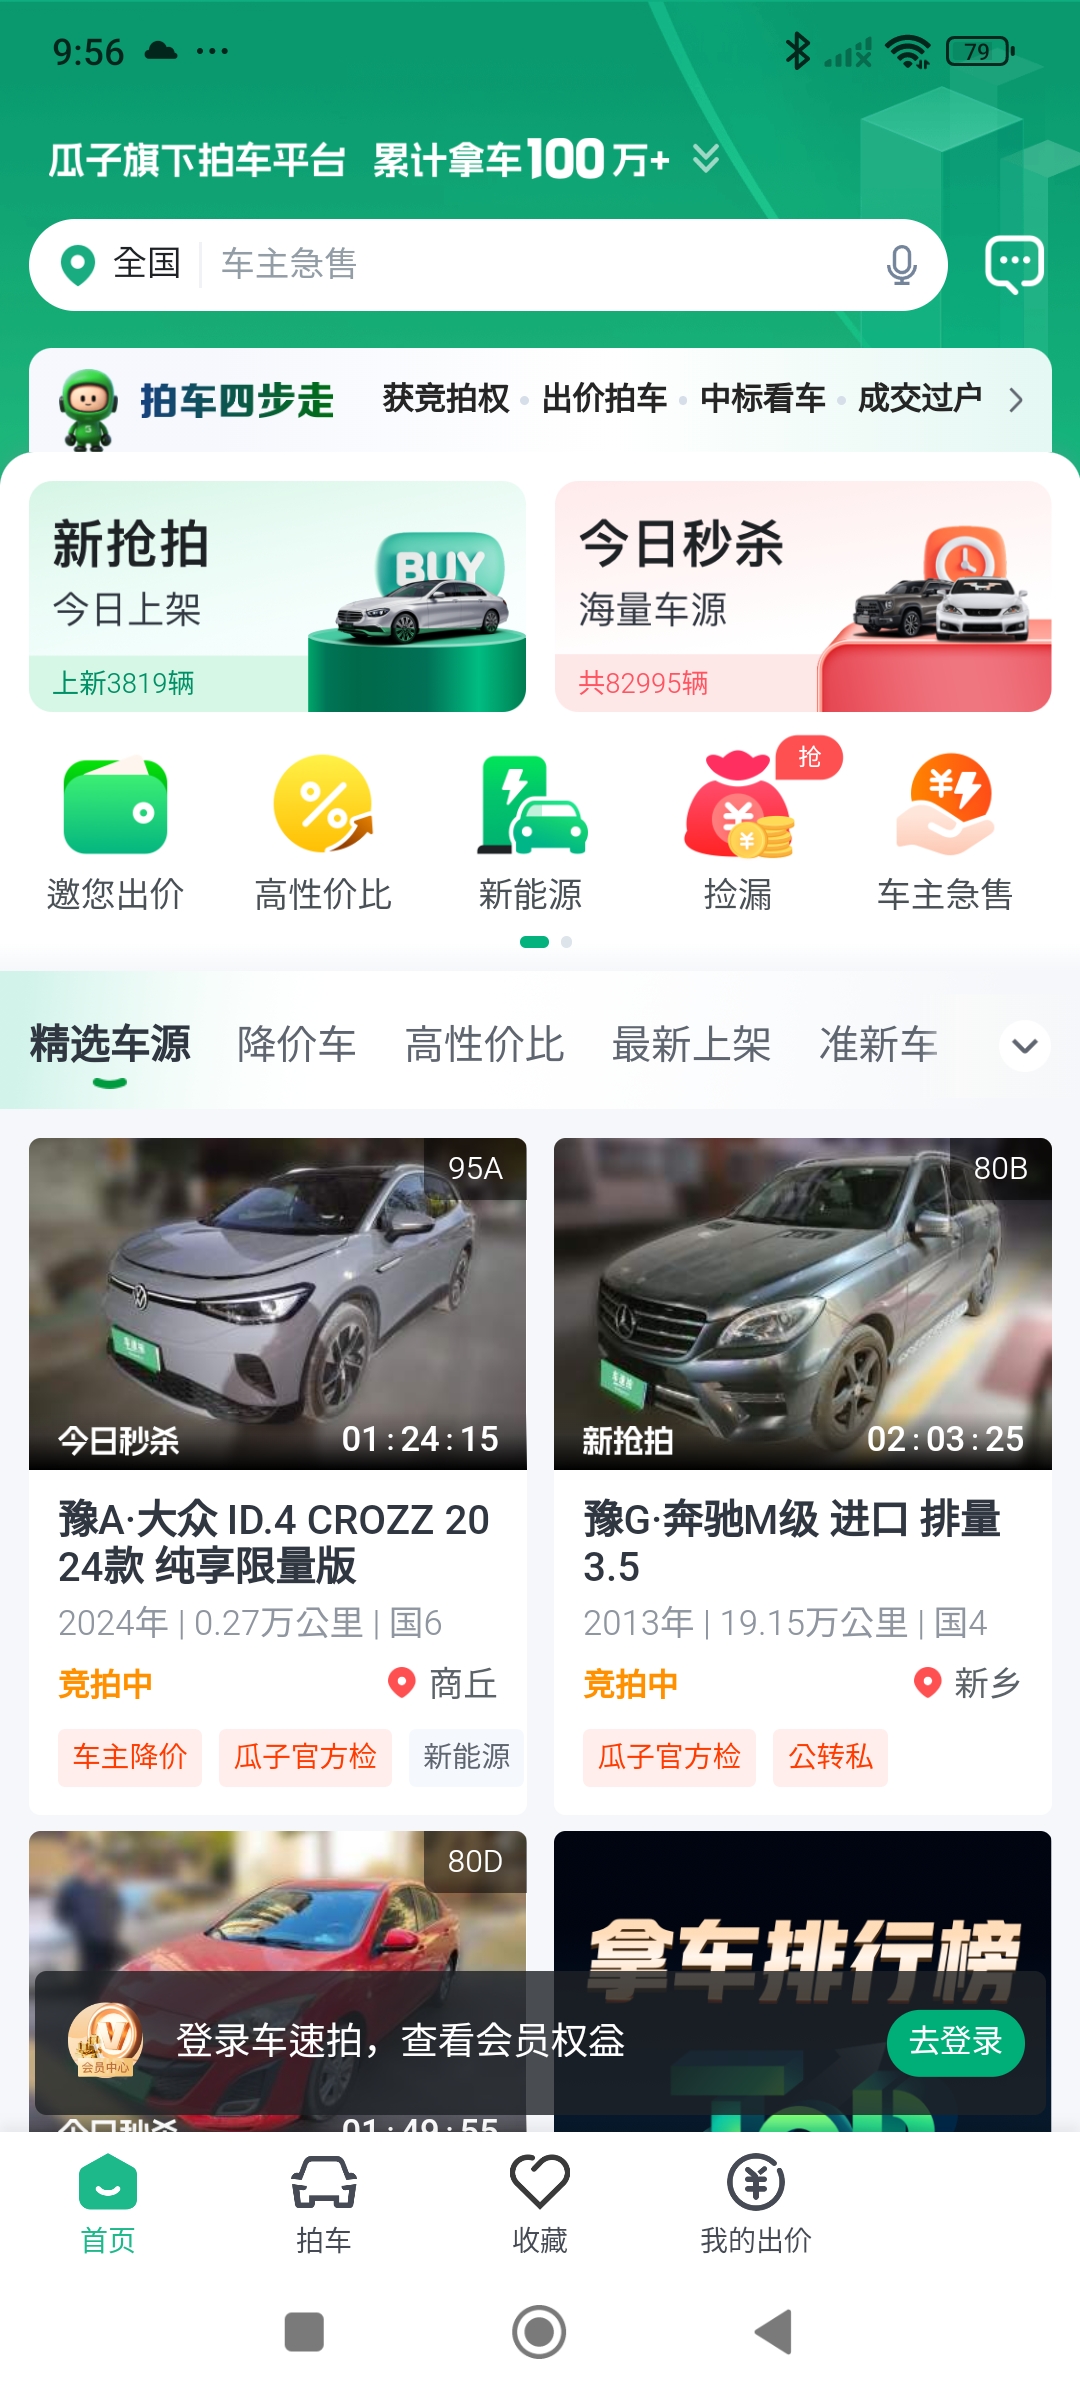 9:56
79
瓜子旗下拍车平台 累计拿车100万+
全国 车主急售
拍车四步走 获竞拍权 出价拍车 中标看车 成交过户
新抢拍
今日上架
BUY
上新3819辆
今日秒杀
海量车源
共82995辆
抢
邀您出价 高性价比 新能源 捡漏 车主急售
精选车源 降价车 高性价比 最新上架 准新车
95A
今日秒杀 01:24:15
豫A·大众 ID.4 CROZZ 20
24款 纯享限量版
2024年 | 0.27万公里 | 国6
竞拍中 商丘
车主降价 瓜子官方检 新能源
80B
新抢拍 02:03:25
豫G·奔驰M级 进口 排量
3.5
2013年 | 19.15万公里 | 国4
竞拍中 新乡
瓜子官方检 公转私
80D
今日秒杀 01:49:55
拿车排行榜
Top
会员中心
登录车速拍，查看会员权益 去登录
首页 拍车 收藏 我的出价